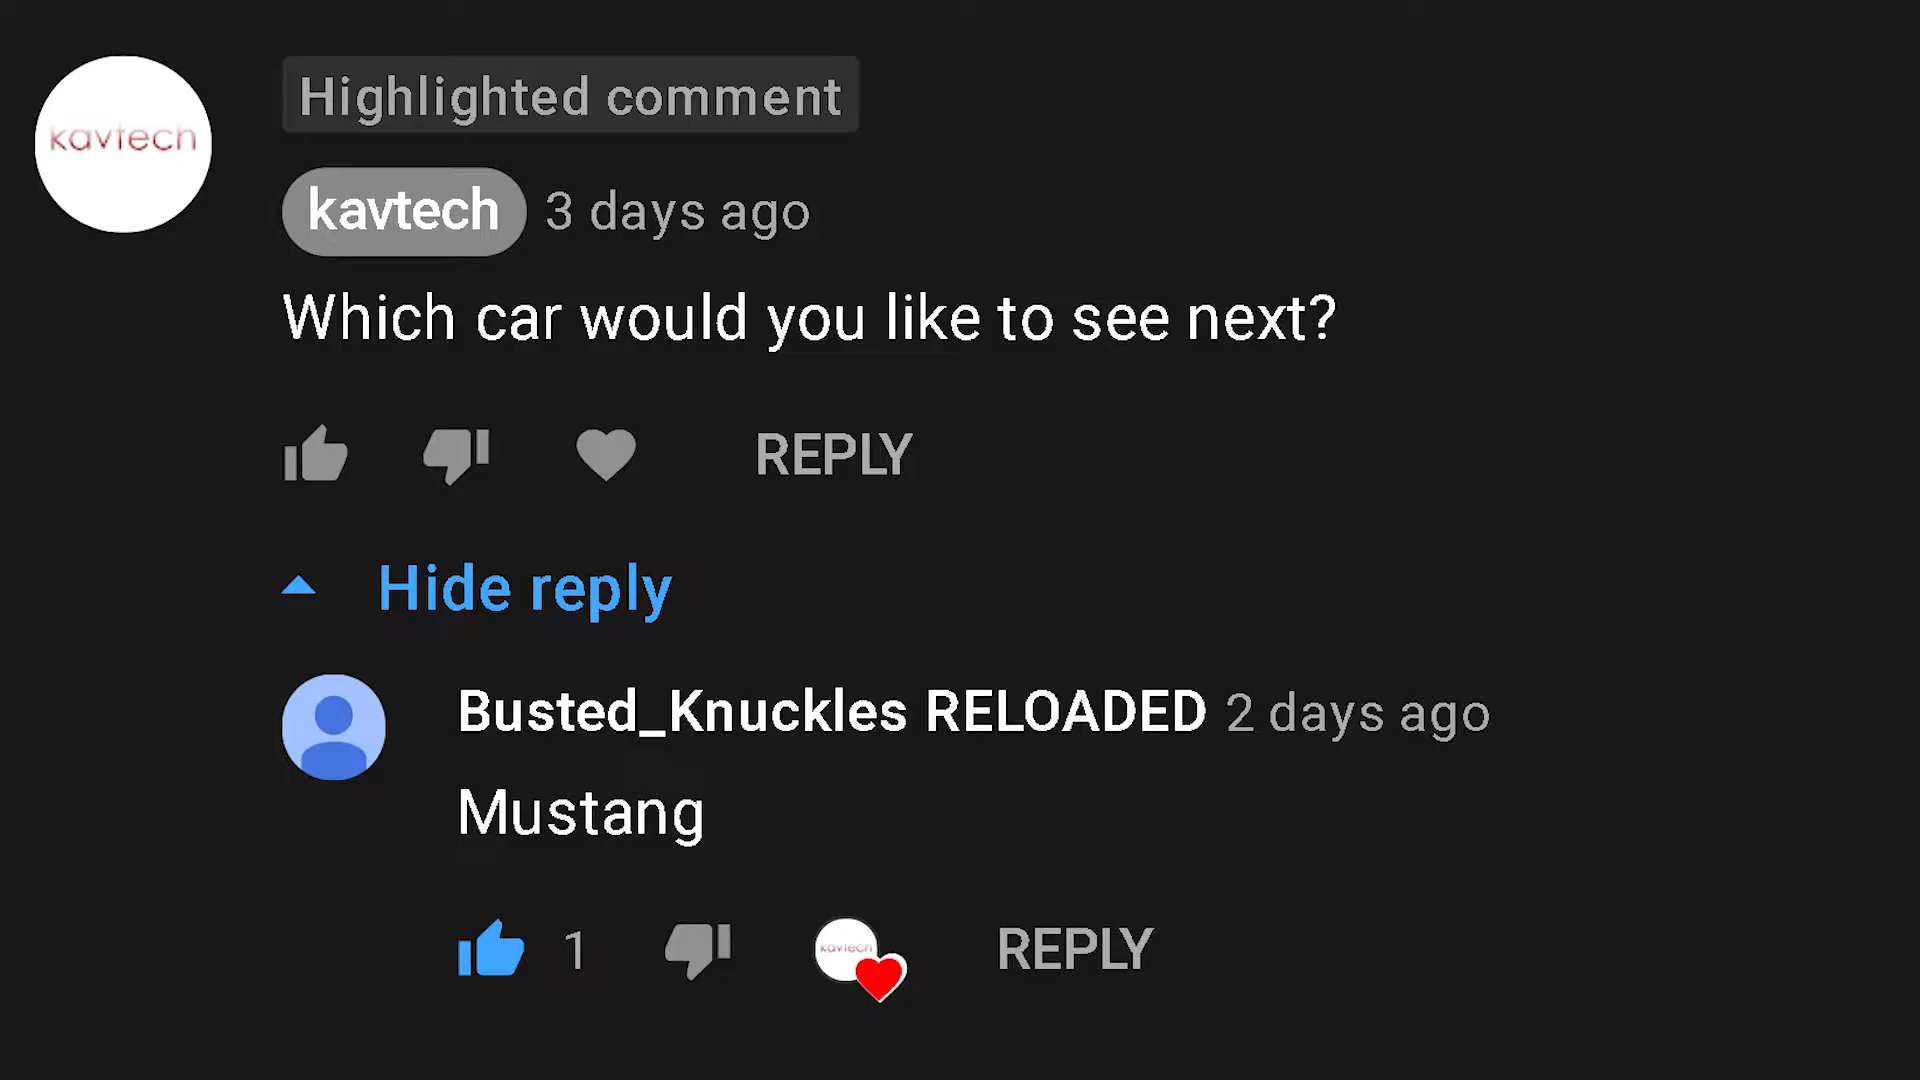 Highlighted comment
kavtech
kavtech 3 days ago
Which car would you like to see next?
REPLY
Hide reply
Busted_Knuckles RELOADED 2 days ago
Mustang
1 kavtech REPLY